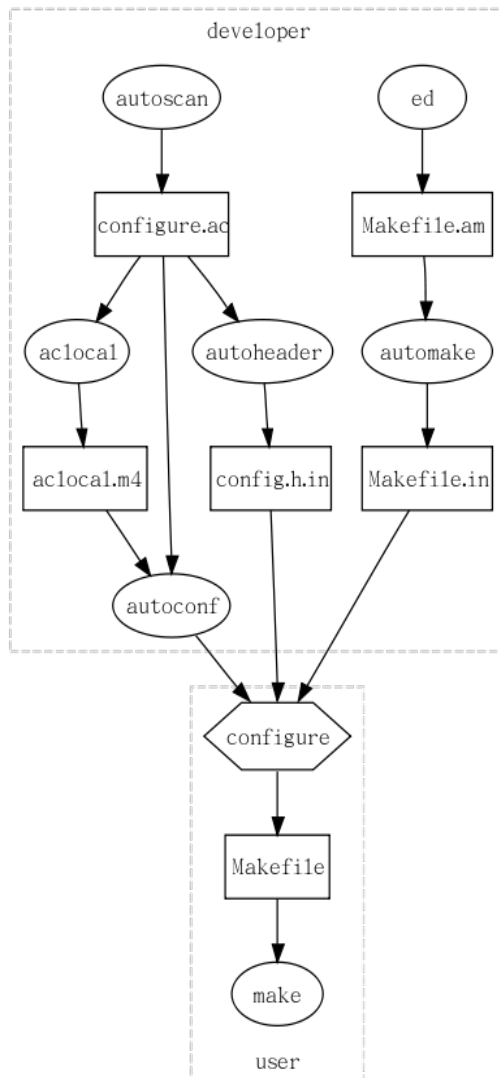 developer
autoscan
ed
configure.ac
Makefile.am
aclocal
autoheader
automake
aclocal.m4
config.h.in
Makefile.in
autoconf
configure
Makefile
make
user